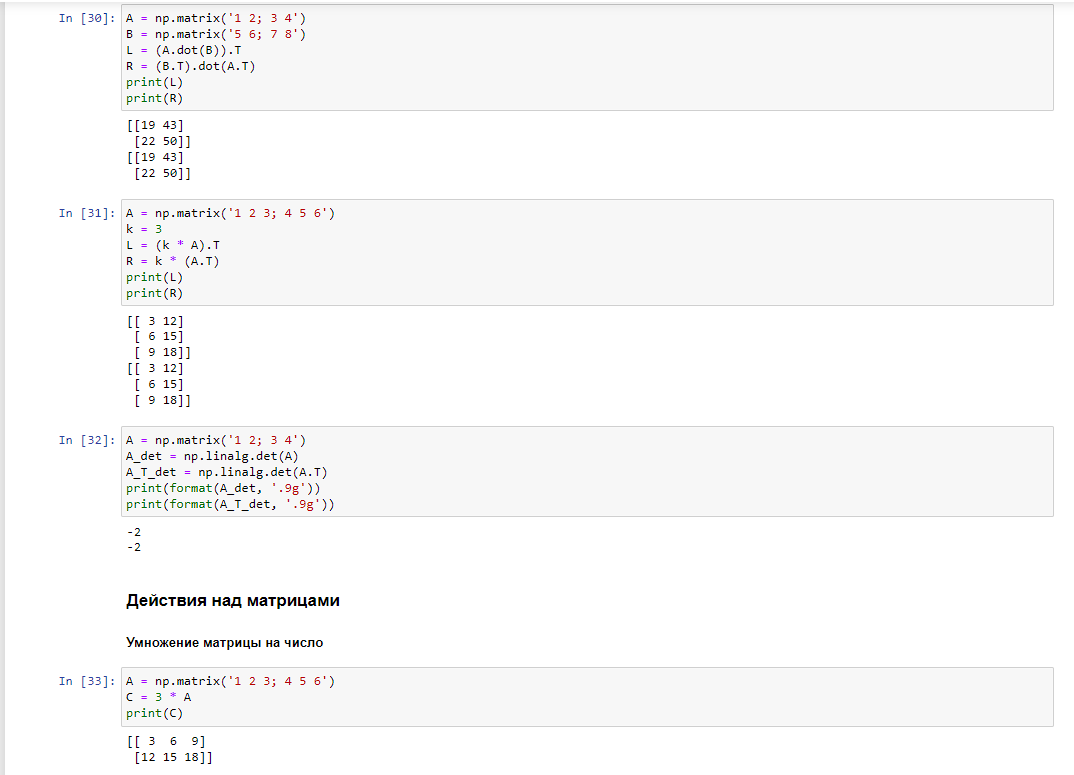 In [30]: A = np.matrix('1 2; 3 4')
B = np.matrix('5 6; 7 8')
L = (A.dot(B)).T
R = (B.T).dot(A.T)
print(L)
print(R)
[[19 43]
 [22 50]]
[[19 43]
 [22 50]]
In [31]: A = np.matrix('1 2 3; 4 5 6')
k = 3
L = (k * A).T
R = k * (A.T)
print(L)
print(R)
[[ 3 12]
 [ 6 15]
 [ 9 18]]
[[ 3 12]
 [ 6 15]
 [ 9 18]]
In [32]: A = np.matrix('1 2; 3 4')
A_det = np.linalg.det(A)
A_T_det = np.linalg.det(A.T)
print(format(A_det, '.9g'))
print(format(A_T_det, '.9g'))
-2
-2
Действия над матрицами
Умножение матрицы на число
In [33]: A = np.matrix('1 2 3; 4 5 6')
C = 3 * A
print(C)
[[ 3  6  9]
 [12 15 18]]